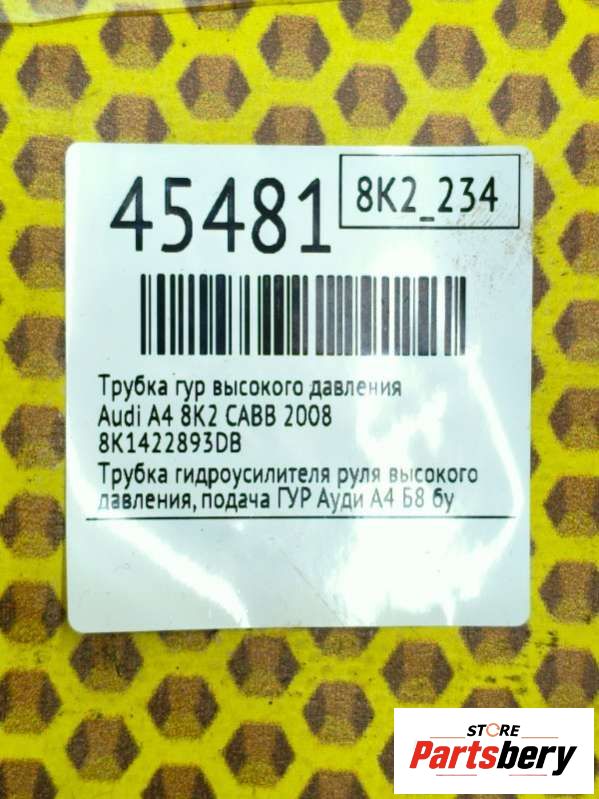 45481
8K2_234
Трубка гур высокого давления
Audi A4 8K2 CABB 2008
8K1422893DB
Трубка гидроусилителя руля высокого
давления, подача ГУР Ауди А4 Б8 бу
STORE
Partsbery